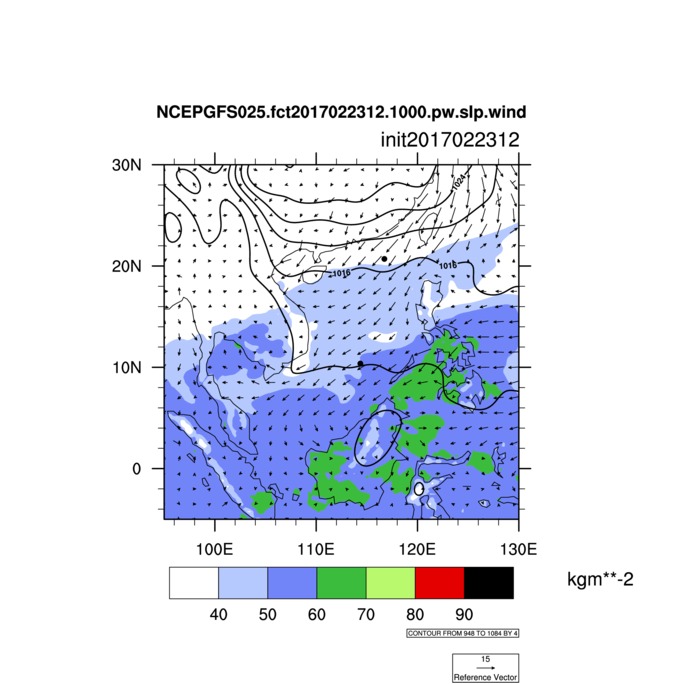 NCEPGFS025.fct2017022312.1000.pw.slp.wind
init2017022312
30N
1024
20N
1016
1016
10N
0
100E 110E 120E 130E
kgm**-2
40 50 60 70 80 90
CONTOUR FROM 948 TO 1084 BY 4
15
Reference Vector